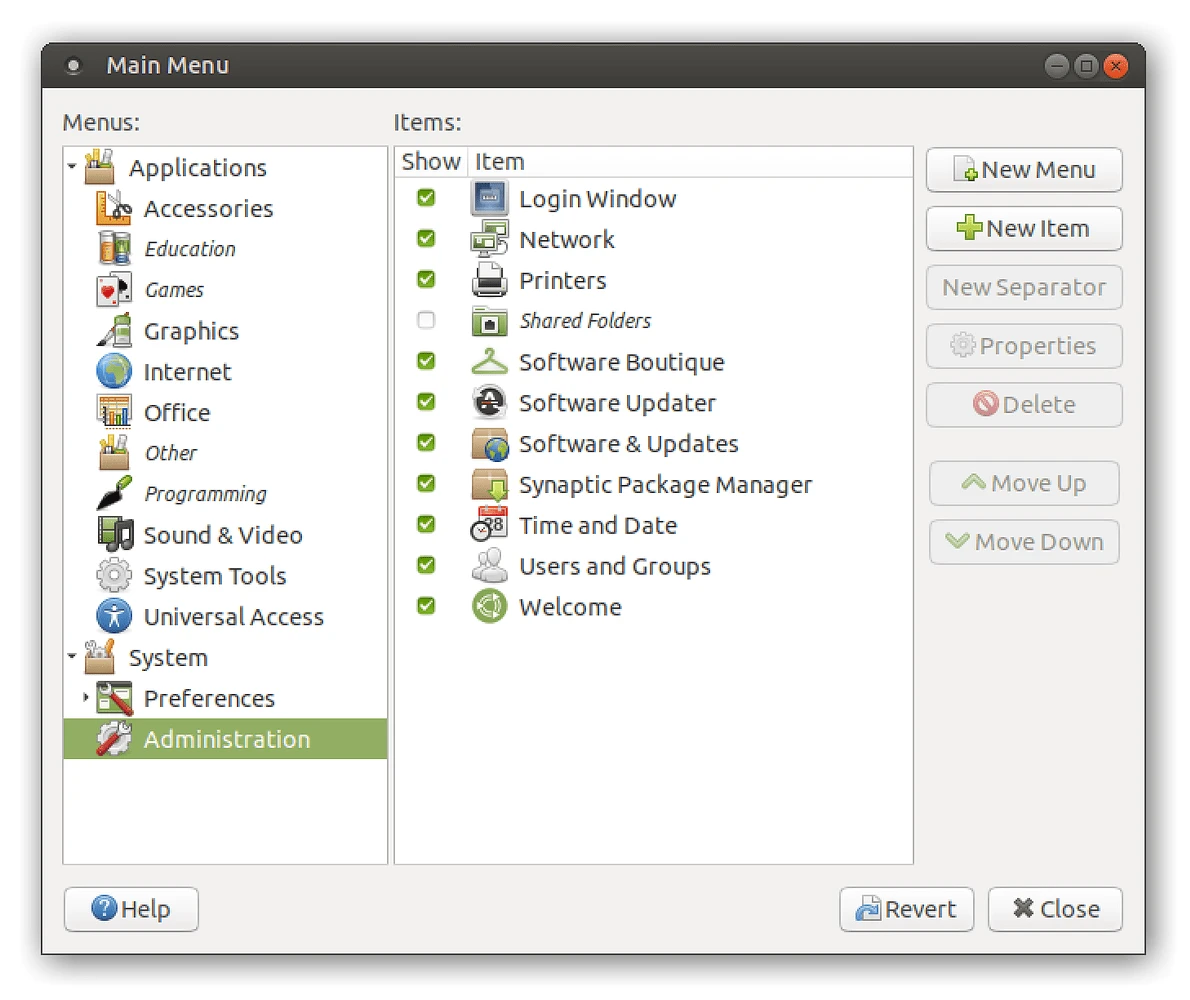 Main Menu
Menus:
Items:
Applications
Accessories
Education
Games
Graphics
Internet
Office
Other
Programming
Sound & Video
System Tools
Universal Access
System
Preferences
Administration
Show Item
Login Window
Network
Printers
Shared Folders
Software Boutique
Software Updater
Software & Updates
Synaptic Package Manager
28
Time and Date
Users and Groups
Welcome
New Menu
New Item
New Separator
Properties
Delete
Move Up
Move Down
Help
Revert
Close